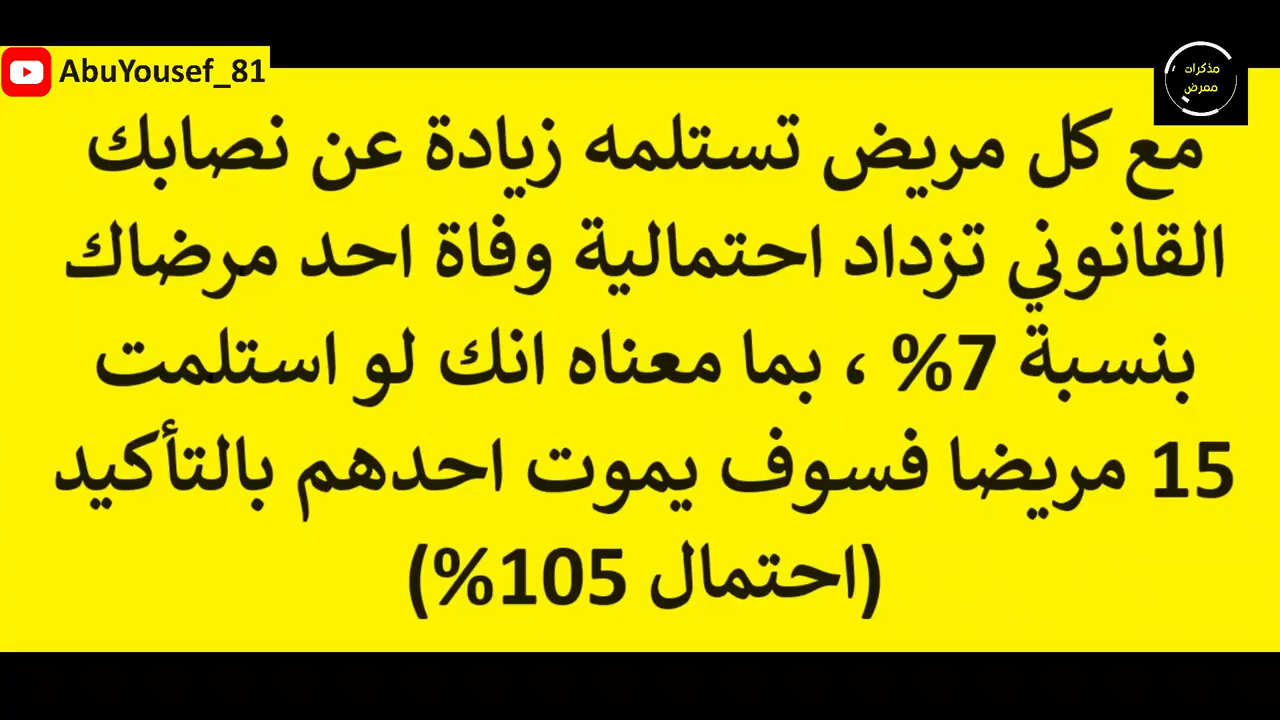 AbuYousef_81
مذكرات
ممرض
مع كل مريض تستلمه زيادة عن نصابك
القانوني تزداد احتمالية وفاة احد مرضاك
بنسبة 7% ، بما معناه انك لو استلمت
15 مريضا فسوف يموت احدهم بالتأكيد
(احتمال 105%)